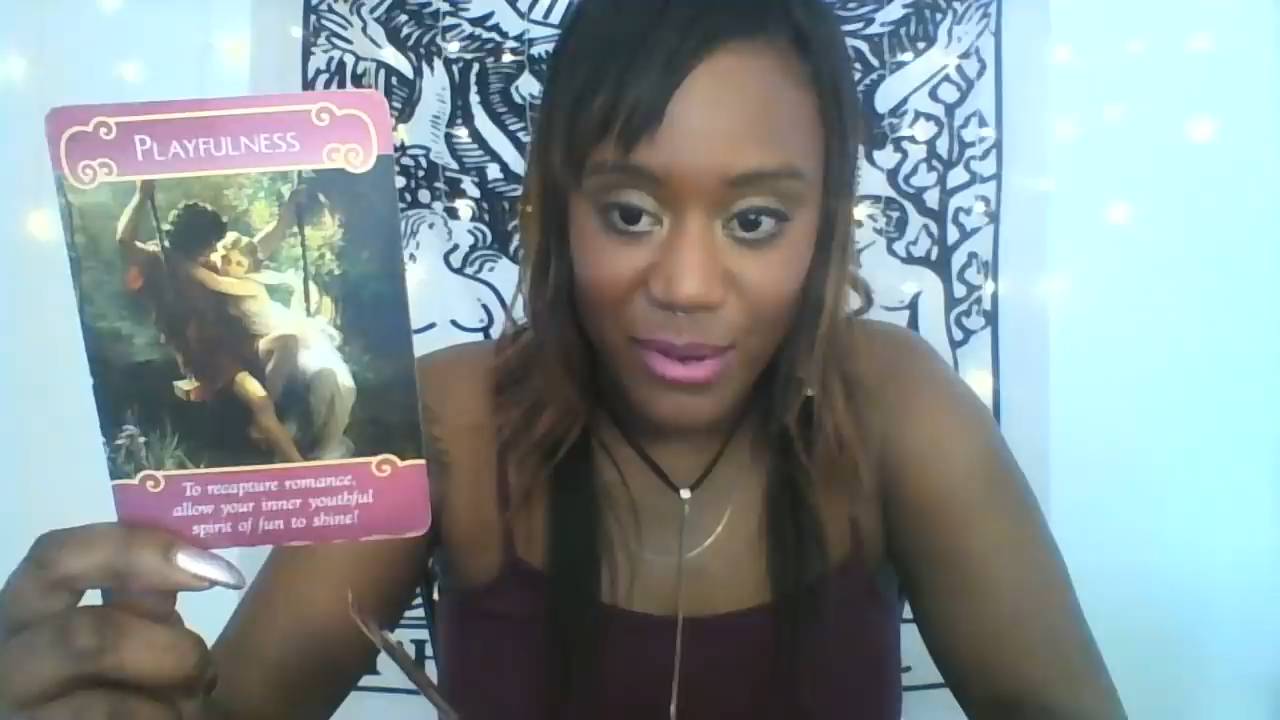 PLAYFULNESS
To recapture romance,
allow your inner youthful
spirit of fun to shine!